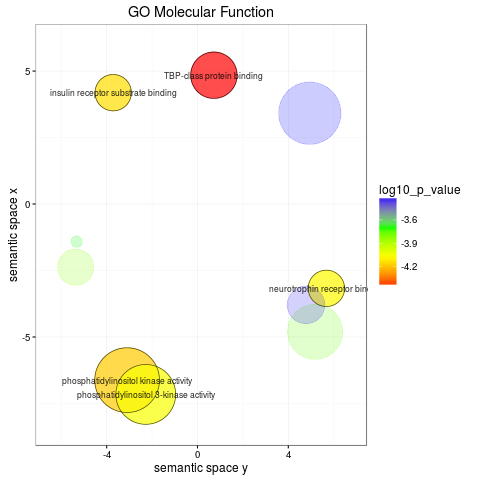 GO Molecular Function
TBP-class protein binding
insulin receptor substrate binding
neurotrophin receptor bin
phosphatidylinositol kinase activity
phosphatidylinositol 3-kinase activity
5
0
-5
-4
0
4
semantic space x
semantic space y
log10_p_value
-3.6
-3.9
-4.2